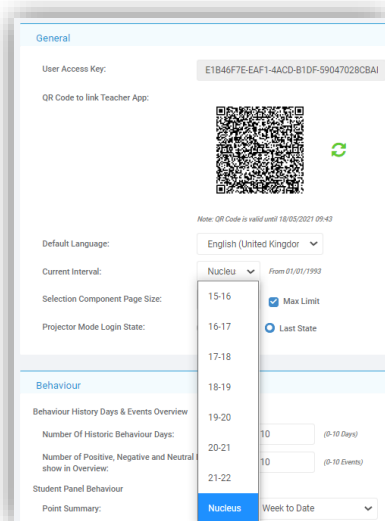 General
User Access Key: E1B46F7E-EAF1-4ACD-B1DF-59047028CBAI
QR Code to link Teacher App:
Note: QR Code is valid until 18/05/2021 09:43
Default Language: English (United Kingdor
Current Interval: Nucleu From 01/01/1993
Selection Component Page Size: Max Limit
Projector Mode Login State: Last State
15-16
16-17
17-18
18-19
19-20
20-21
21-22
Nucleus
Behaviour
Behaviour History Days & Events Overview
Number Of Historic Behaviour Days: 10 (0-10 Days)
Number of Positive, Negative and Neutral
show in Overview: 10 (0-10 Events)
Student Panel Behaviour
Point Summary: Week to Date